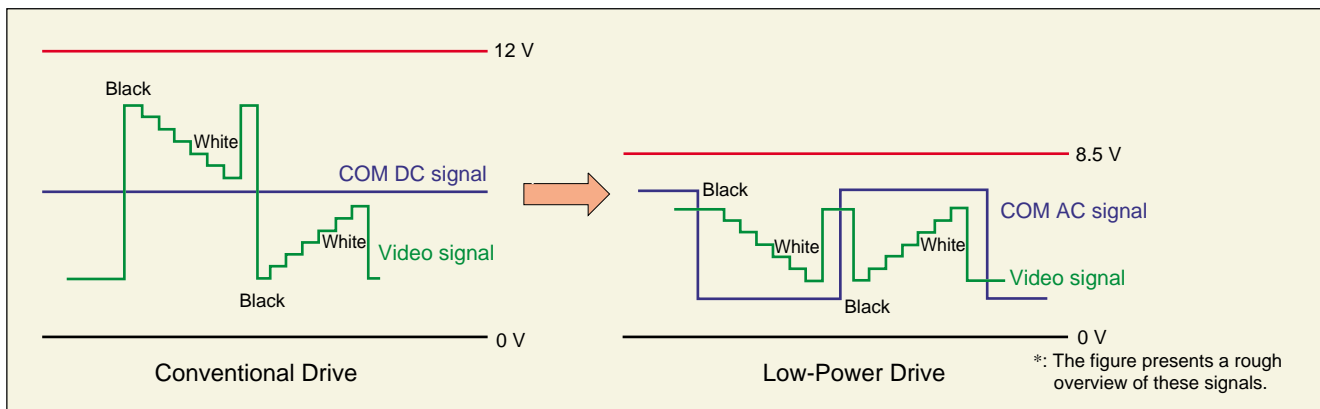 12 V
Black
White
COM DC signal
White
Video signal
Black
0 V
Conventional Drive
8.5 V
Black
COM AC signal
White
White
Video signal
Black
0 V
Low-Power Drive
*: The figure presents a rough
overview of these signals.